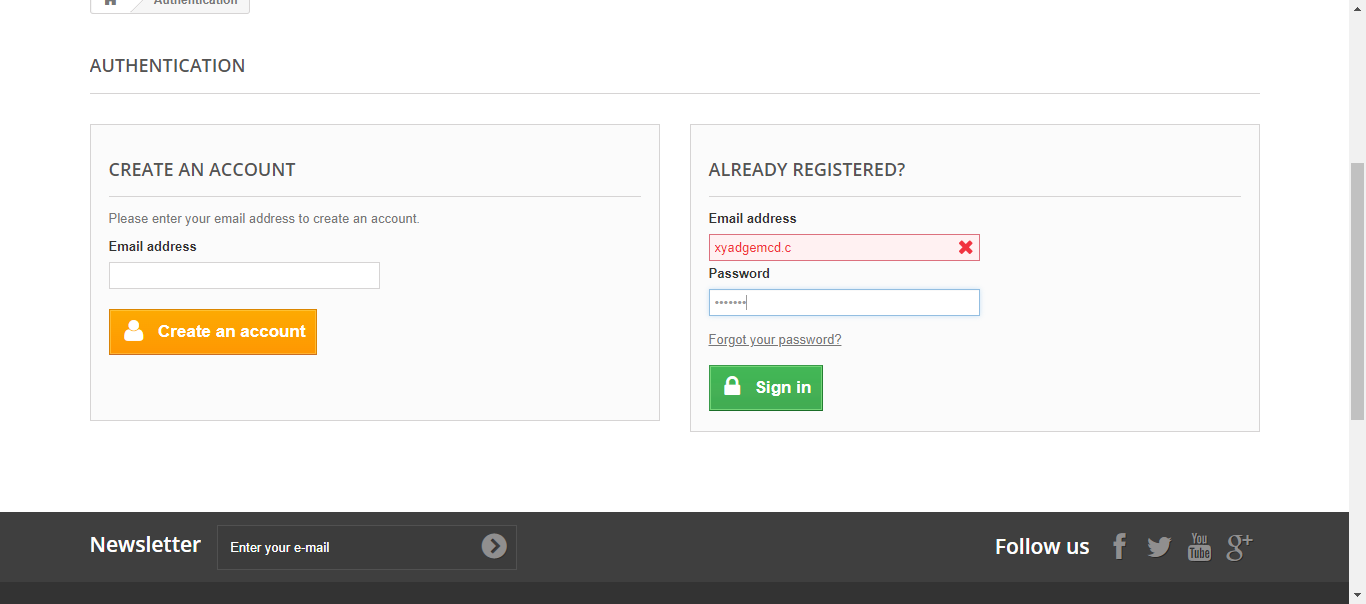 Authentication
AUTHENTICATION
CREATE AN ACCOUNT
Please enter your email address to create an account.
Email address
Create an account
ALREADY REGISTERED?
Email address
xyadgemcd.c
Password
•••••••
Forgot your password?
Sign in
Newsletter
Enter your e-mail
Follow us
f
You
Tube
g+